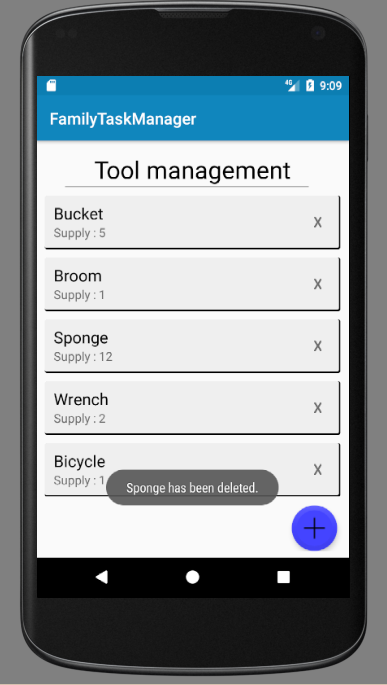 4G 9:09
FamilyTaskManager
Tool management
Bucket
Supply : 5
X
Broom
Supply : 1
X
Sponge
Supply : 12
X
Wrench
Supply : 2
X
Bicycle
Supply : 1
X
Sponge has been deleted.